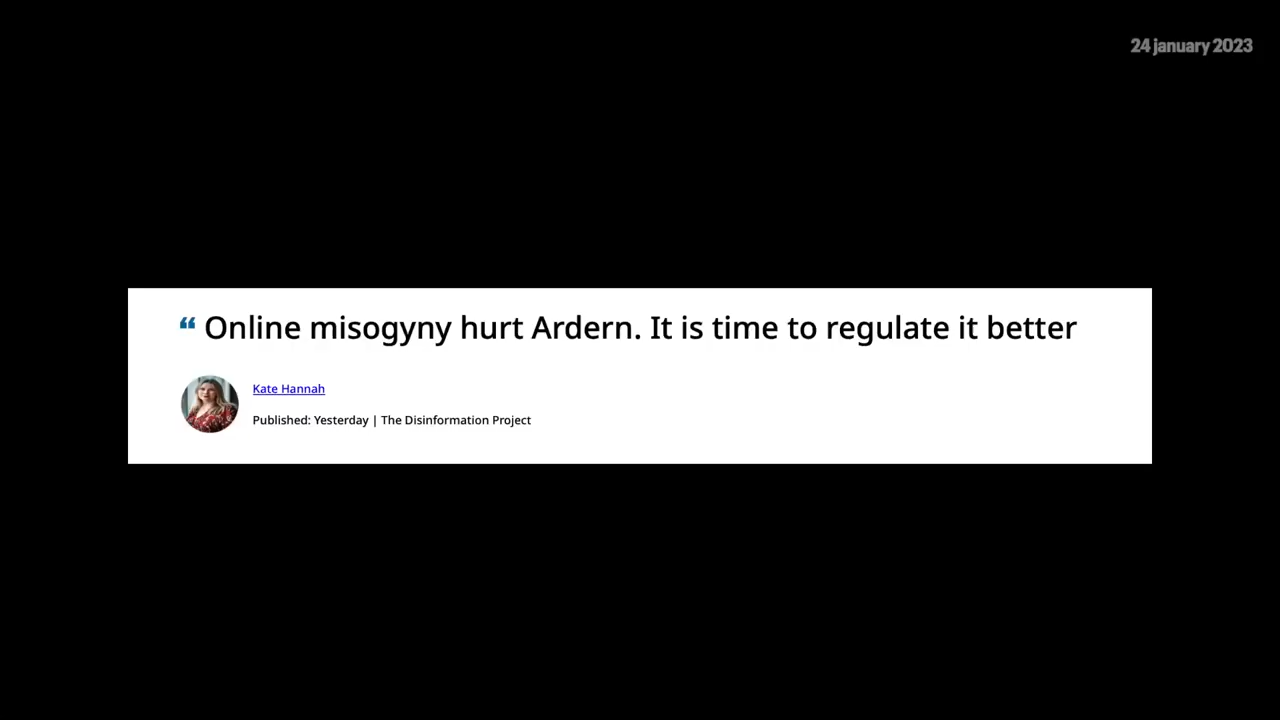 24 january 2023
“ Online misogyny hurt Ardern. It is time to regulate it better
Kate Hannah
Published: Yesterday | The Disinformation Project